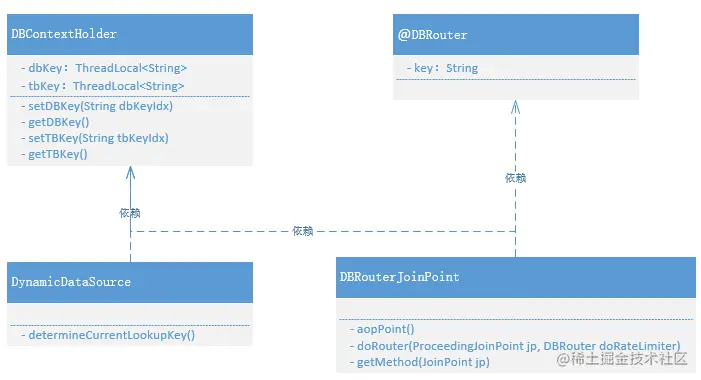 DBContextHolder
- dbKey：ThreadLocal<String>
- tbKey：ThreadLocal<String>
- setDBKey(String dbKeyIdx)
- getDBKey()
- setTBKey(String tbKeyIdx)
- getTBKey()
@DBRouter
- key：String
依赖
依赖
依赖
DynamicDataSource
- determineCurrentLookupKey()
DBRouterJoinPoint
- aopPoint()
- doRouter(ProceedingJoinPoint jp, DBRouter doRateLimiter)
- getMethod(JoinPoint jp)
@稀土掘金技术社区